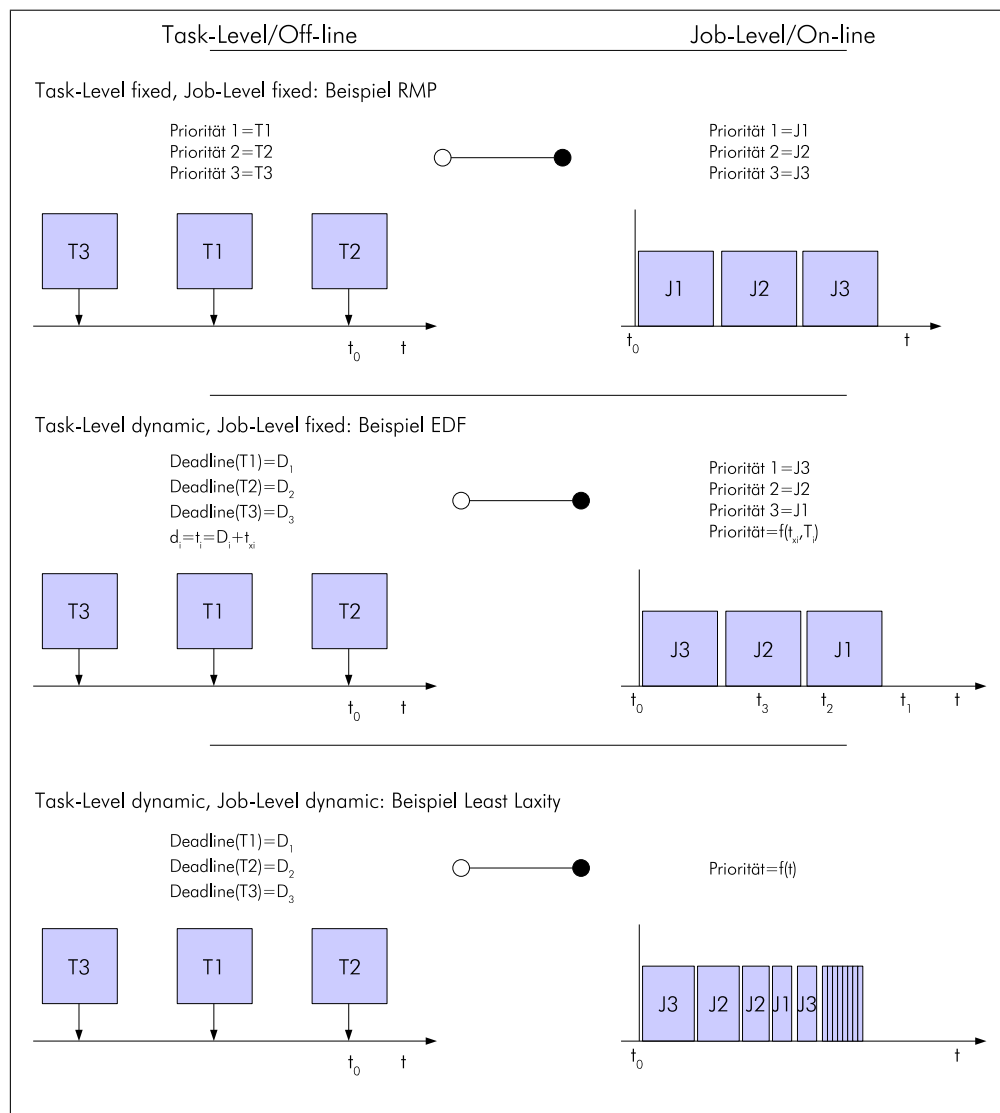 Task-Level/Off-line
Job-Level/On-line
Task-Level fixed, Job-Level fixed: Beispiel RMP
Priorität 1=T1
Priorität 2=T2
Priorität 3=T3
Priorität 1=J1
Priorität 2=J2
Priorität 3=J3
T3
T1
T2
t₀
t
J1
J2
J3
t₀
t
Task-Level dynamic, Job-Level fixed: Beispiel EDF
Deadline(T1)=D₁
Deadline(T2)=D₂
Deadline(T3)=D₃
dᵢ=tᵢ=Dᵢ+tₓᵢ
Priorität 1=J3
Priorität 2=J2
Priorität 3=J1
Priorität=f(tₓᵢ,Tᵢ)
T3
T1
T2
t₀
t
J3
J2
J1
t₀
t₃
t₂
t₁
t
Task-Level dynamic, Job-Level dynamic: Beispiel Least Laxity
Deadline(T1)=D₁
Deadline(T2)=D₂
Deadline(T3)=D₃
Priorität=f(t)
T3
T1
T2
t₀
t
J3
J2
J2
J1
J3
t₀
t